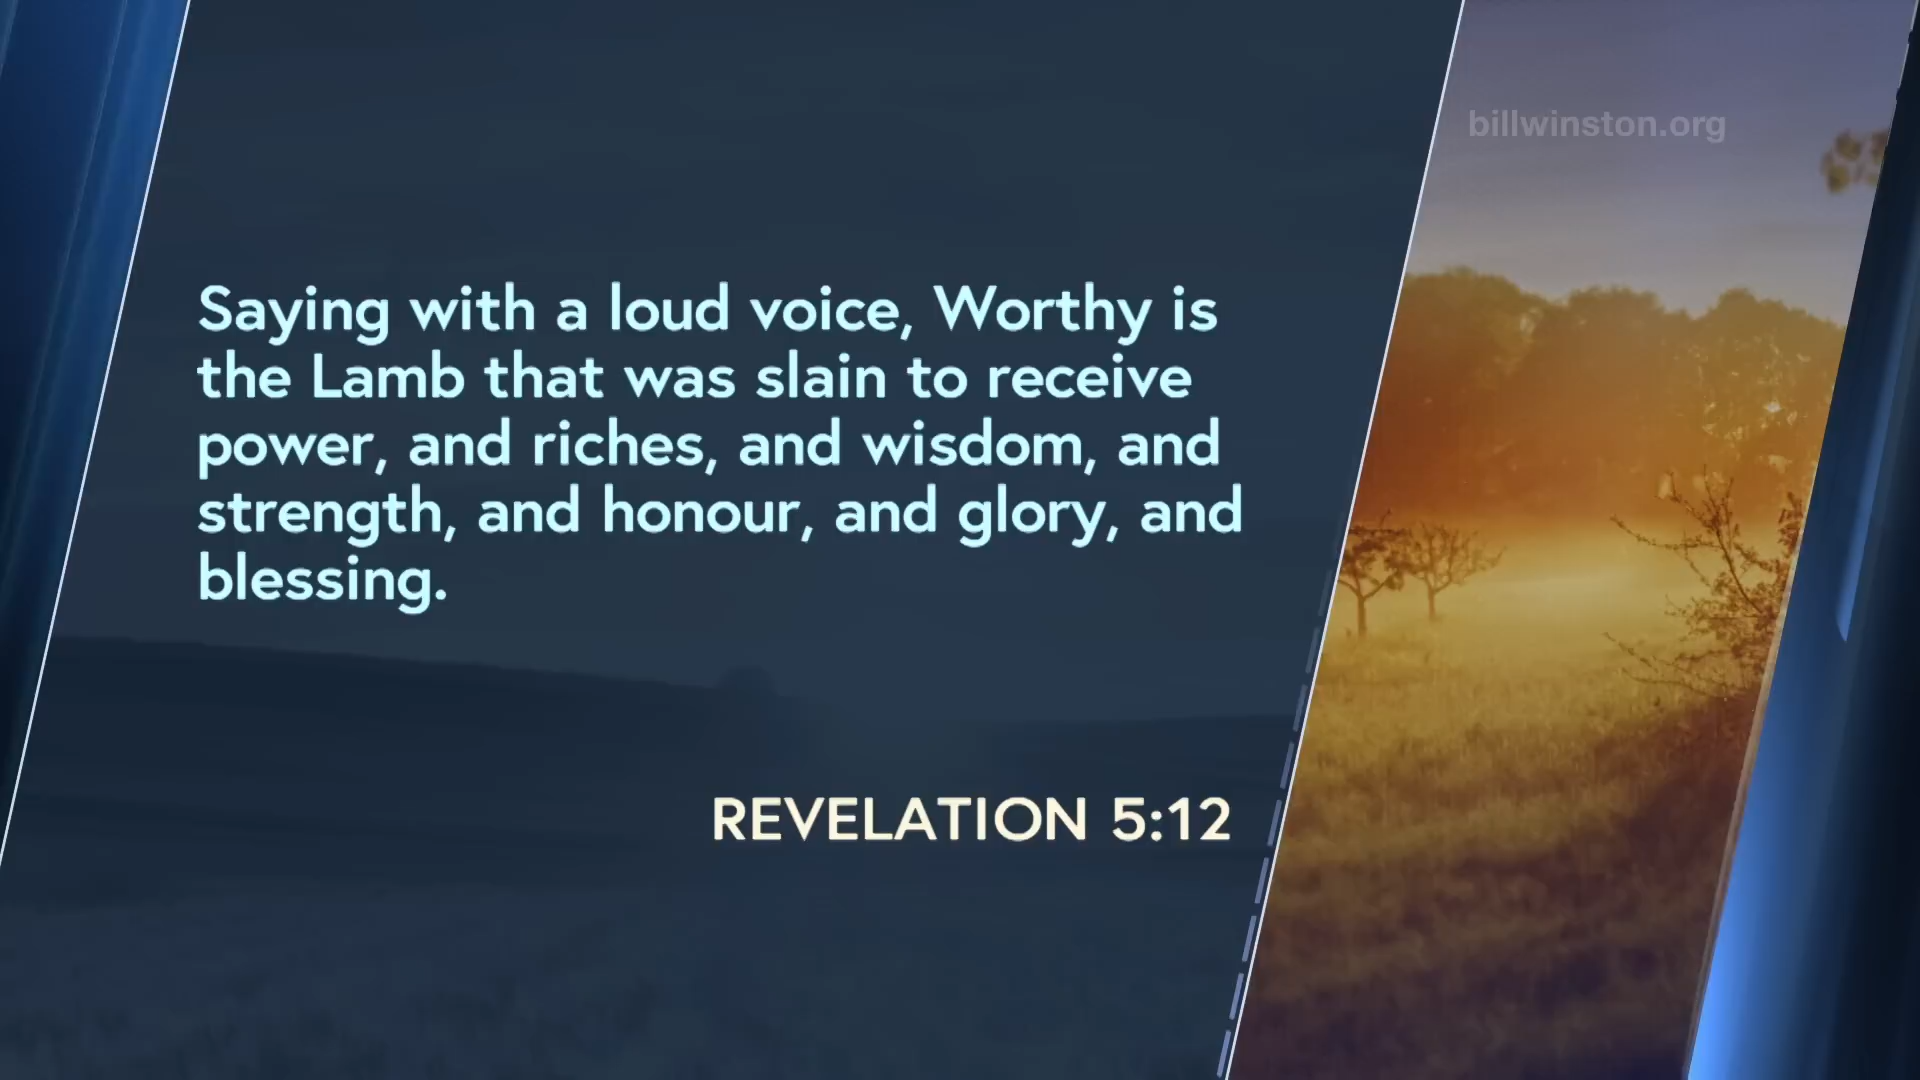 billwinston.org
Saying with a loud voice, Worthy is
the Lamb that was slain to receive
power, and riches, and wisdom, and
strength, and honour, and glory, and
blessing.
REVELATION 5:12